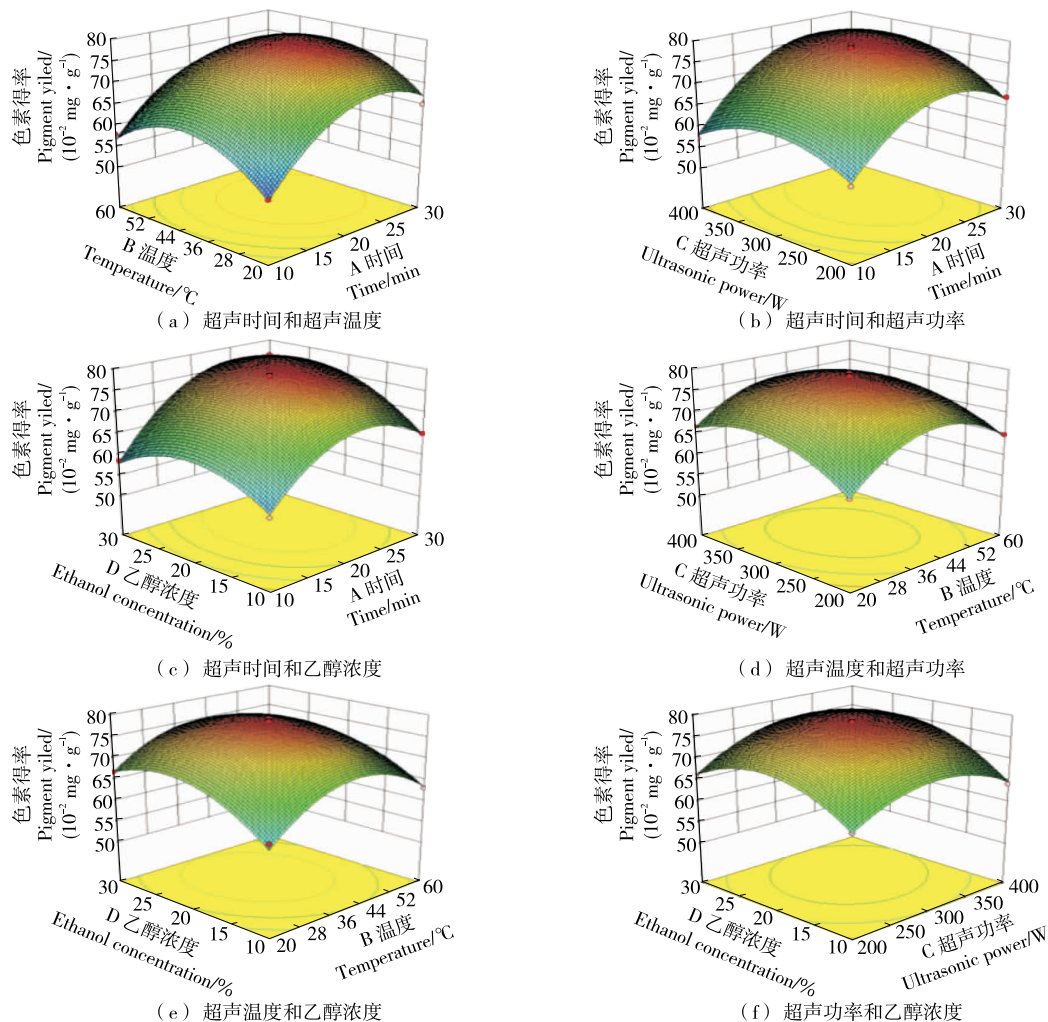 色素得率
Pigment yiled/
(10⁻² mg·g⁻¹)
80
75
70
65
60
55
50
60
52
44
36
28
20
B 温度
Temperature/℃
10
15
20
25
30
A 时间
Time/min
(a) 超声时间和超声温度
色素得率
Pigment yiled/
(10⁻² mg·g⁻¹)
80
75
70
65
60
55
50
400
350
300
250
200
C 超声功率
Ultrasonic power/W
10
15
20
25
30
A 时间
Time/min
(b) 超声时间和超声功率
色素得率
Pigment yiled/
(10⁻² mg·g⁻¹)
80
75
70
65
60
55
50
30
25
20
15
10
D 乙醇浓度
Ethanol concentration/%
10
15
20
25
30
A 时间
Time/min
(c) 超声时间和乙醇浓度
色素得率
Pigment yiled/
(10⁻² mg·g⁻¹)
80
75
70
65
60
55
50
400
350
300
250
200
C 超声功率
Ultrasonic power/W
20
28
36
44
52
60
B 温度
Temperature/℃
(d) 超声温度和超声功率
色素得率
Pigment yiled/
(10⁻² mg·g⁻¹)
80
75
70
65
60
55
50
30
25
20
15
10
D 乙醇浓度
Ethanol concentration/%
20
28
36
44
52
60
B 温度
Temperature/℃
(e) 超声温度和乙醇浓度
色素得率
Pigment yiled/
(10⁻² mg·g⁻¹)
80
75
70
65
60
55
50
30
25
20
15
10
D 乙醇浓度
Ethanol concentration/%
200
250
300
350
400
C 超声功率
Ultrasonic power/W
(f) 超声功率和乙醇浓度